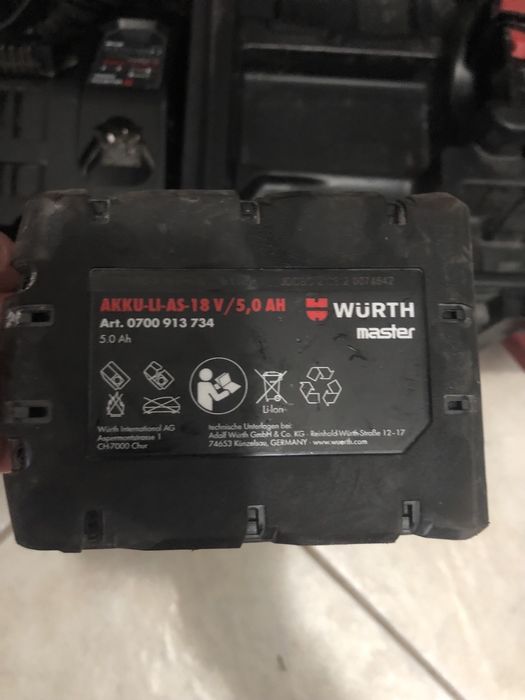 AKKU-LI-AS-18 V/5,0 AH
Art. 0700 913 734
5.0 Ah
WÜRTH
master
Li-Ion
Würth International AG
Aspermontstrasse 1
CH-7000 Chur
technische Unterlagen bei:
Adolf Würth GmbH & Co. KG · Reinhold-Würth-Straße 12-17
74653 Künzelsau, GERMANY · www.wuerth.com